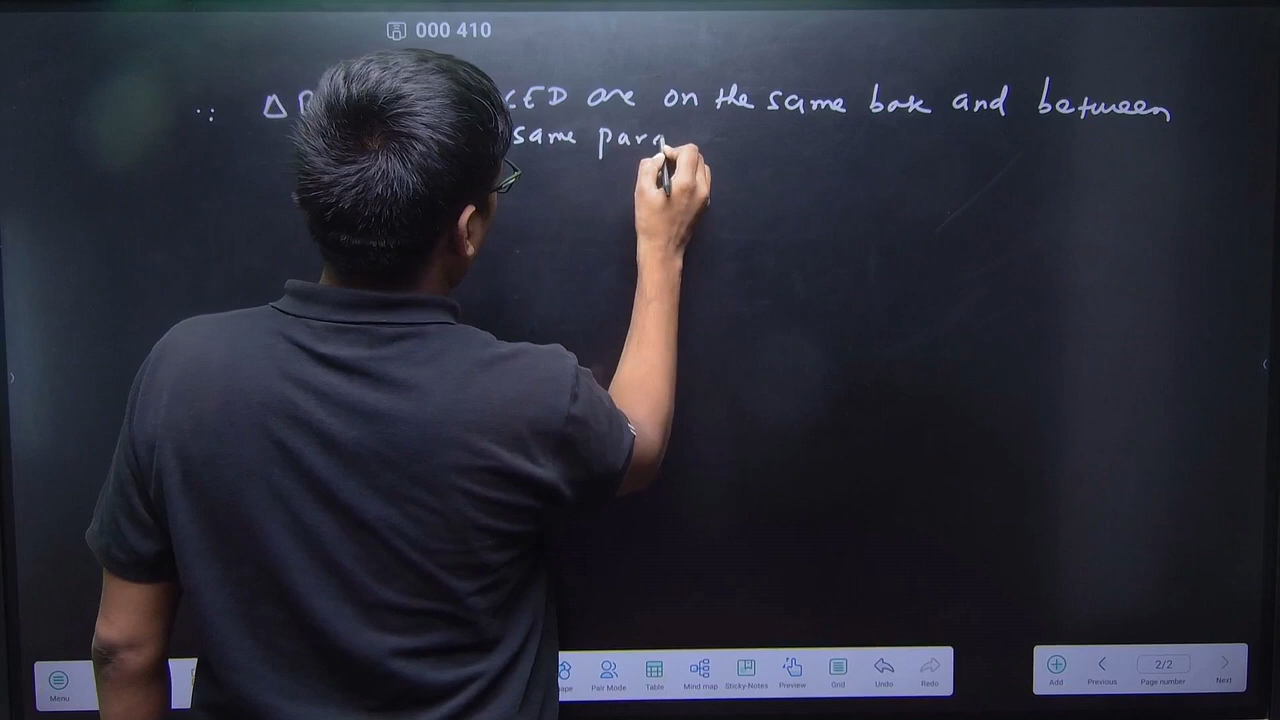 000 410
∵ △ CED are on the same base and between
same para
Menu Pair Mode Table Mind map Sticky-Notes Preview Grid Undo Redo Add Previous 2/2 Page number Next